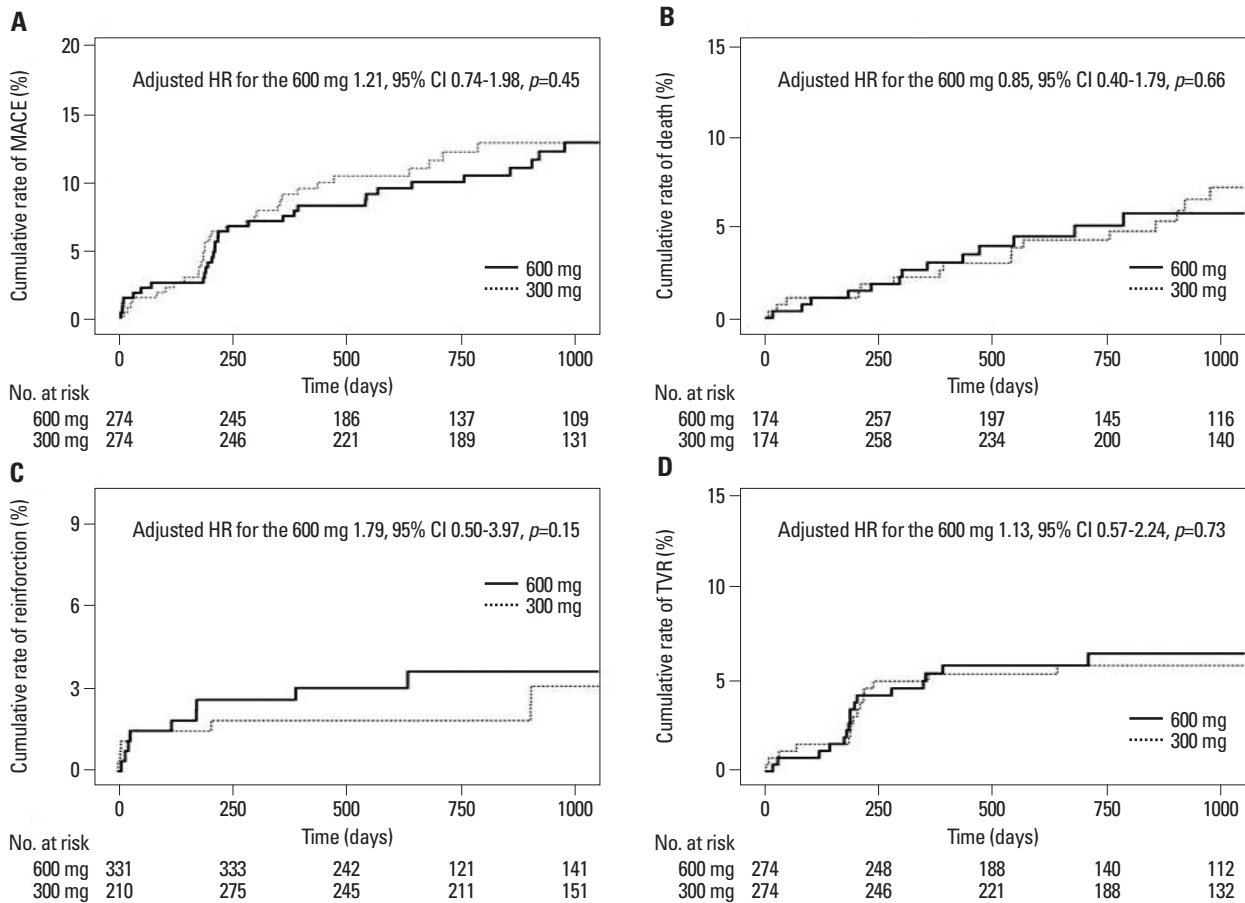 A
Cumulative rate of MACE (%)
20
15
10
5
0
Adjusted HR for the 600 mg 1.21, 95% CI 0.74-1.98, p=0.45
600 mg
300 mg
0 250 500 750 1000
Time (days)
No. at risk
600 mg 274 245 186 137 109
300 mg 274 246 221 189 131
B
Cumulative rate of death (%)
15
10
5
0
Adjusted HR for the 600 mg 0.85, 95% CI 0.40-1.79, p=0.66
600 mg
300 mg
0 250 500 750 1000
Time (days)
No. at risk
600 mg 174 257 197 145 116
300 mg 174 258 234 200 140
C
Cumulative rate of reinforction (%)
9
6
3
0
Adjusted HR for the 600 mg 1.79, 95% CI 0.50-3.97, p=0.15
600 mg
300 mg
0 250 500 750 1000
Time (days)
No. at risk
600 mg 331 333 242 121 141
300 mg 210 275 245 211 151
D
Cumulative rate of TVR (%)
15
10
5
0
Adjusted HR for the 600 mg 1.13, 95% CI 0.57-2.24, p=0.73
600 mg
300 mg
0 250 500 750 1000
Time (days)
No. at risk
600 mg 274 248 188 140 112
300 mg 274 246 221 188 132